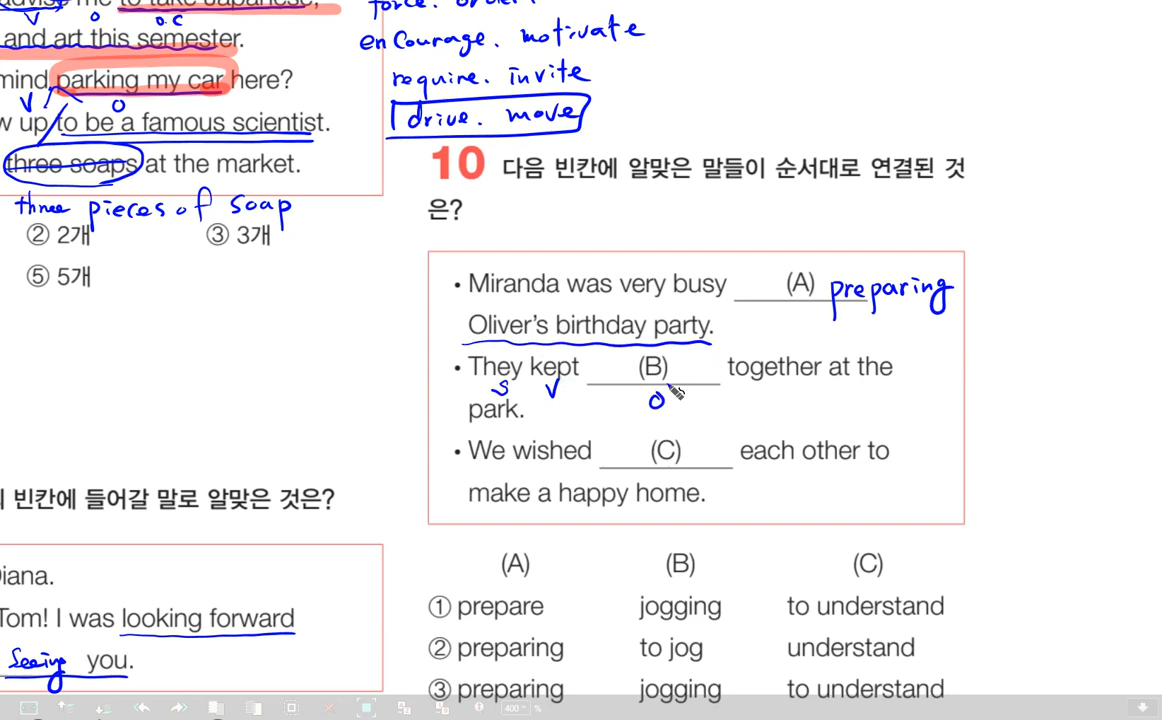 me to take Japanese,
V O O.C
and art this semester.
mind parking my car here?
V O
up to be a famous scientist.
three soaps at the market.
three pieces of soap
② 2개 ③ 3개
⑤ 5개
빈칸에 들어갈 말로 알맞은 것은?
Diana.
Tom! I was looking forward
Seeing you.
force. order.
encourage. motivate
require. invite
drive. move
10 다음 빈칸에 알맞은 말들이 순서대로 연결된 것
은?
• Miranda was very busy (A) preparing
Oliver's birthday party.
• They kept (B) together at the
S V O
park.
• We wished (C) each other to
make a happy home.
(A) (B) (C)
① prepare jogging to understand
② preparing to jog understand
③ preparing jogging to understand
400 %